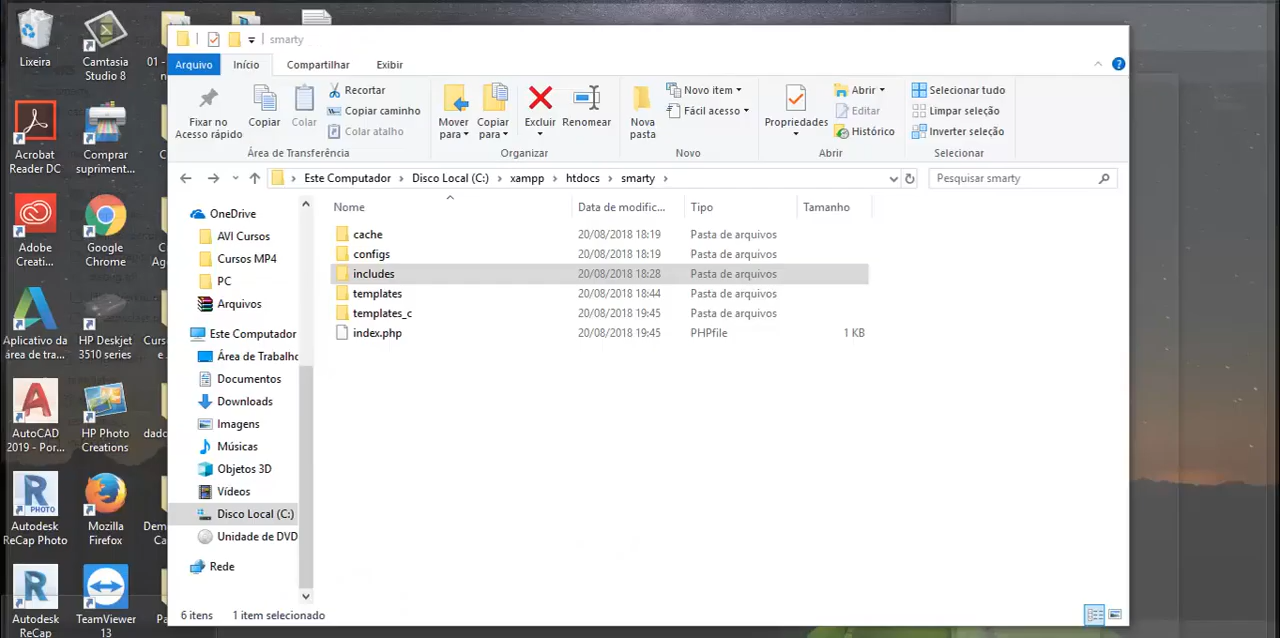 Lixeira
Camtasia
Studio 8
01 -
Acrobat
Reader DC
Comprar
supriment...
Adobe
Creati...
Google
Chrome
Aplicativo da
área de tra...
HP Deskjet
3510 series
AutoCAD
2019 - Por...
HP Photo
Creations
dado
PHOTO
Autodesk
ReCap Photo
Mozilla
Firefox
Autodesk
ReCap
TeamViewer
13
smarty
Arquivo
Início
Compartilhar
Exibir
Fixar no
Acesso rápido
Copiar
Colar
Recortar
Copiar caminho
Colar atalho
Área de Transferência
Mover
para
Copiar
para
Excluir
Renomear
Organizar
Nova
pasta
Novo item
Fácil acesso
Novo
Propriedades
Abrir
Editar
Histórico
Abrir
Selecionar tudo
Limpar seleção
Inverter seleção
Selecionar
Este Computador > Disco Local (C:) > xampp > htdocs > smarty >
Pesquisar smarty
OneDrive
AVI Cursos
Cursos MP4
PC
Arquivos
Este Computador
Área de Trabalho
Documentos
Downloads
Imagens
Músicas
Objetos 3D
Vídeos
Disco Local (C:)
Unidade de DVD
Rede
Nome Data de modific... Tipo Tamanho
cache 20/08/2018 18:19 Pasta de arquivos
configs 20/08/2018 18:19 Pasta de arquivos
includes 20/08/2018 18:28 Pasta de arquivos
templates 20/08/2018 18:44 Pasta de arquivos
templates_c 20/08/2018 19:45 Pasta de arquivos
index.php 20/08/2018 19:45 PHPfile 1 KB
6 itens 1 item selecionado